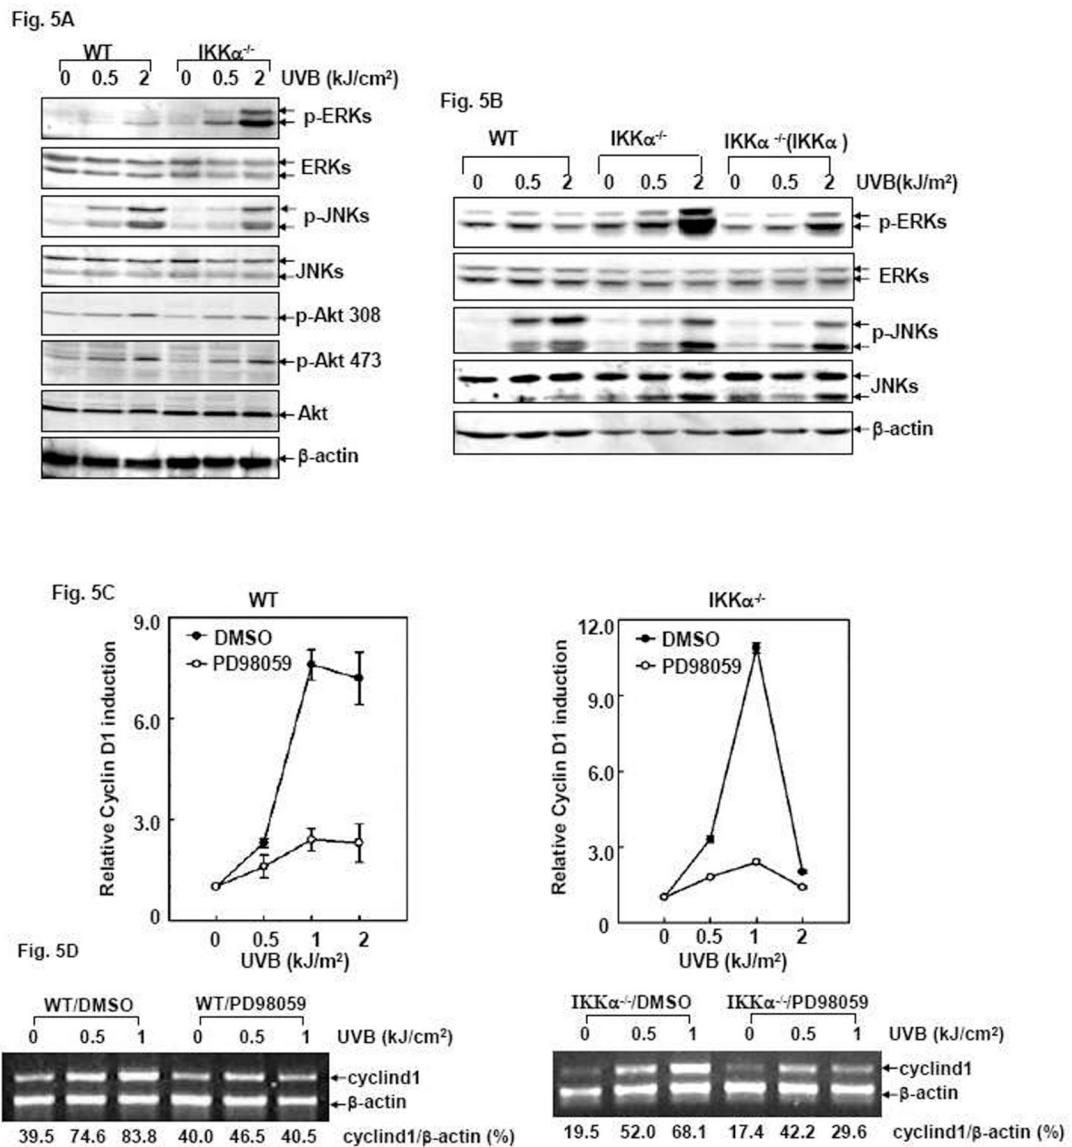 Fig. 5A
WT IKKα-/-
0 0.5 2 0 0.5 2 UVB (kJ/cm²)
p-ERKs
ERKs
p-JNKs
JNKs
p-Akt 308
p-Akt 473
Akt
β-actin
Fig. 5B
WT IKKα-/- IKKα -/-(IKKα )
0 0.5 2 0 0.5 2 0 0.5 2 UVB(kJ/m²)
p-ERKs
ERKs
p-JNKs
JNKs
β-actin
Fig. 5C
WT
9.0
6.0
3.0
0
Relative Cyclin D1 induction
DMSO
PD98059
0 0.5 1 2
UVB (kJ/m²)
IKKα-/-
12.0
9.0
6.0
3.0
0
Relative Cyclin D1 induction
DMSO
PD98059
0 0.5 1 2
UVB (kJ/m²)
Fig. 5D
WT/DMSO WT/PD98059
0 0.5 1 0 0.5 1 UVB (kJ/cm²)
cyclind1
β-actin
39.5 74.6 83.8 40.0 46.5 40.5 cyclind1/β-actin (%)
IKKα-/-/DMSO IKKα-/-/PD98059
0 0.5 1 0 0.5 1 UVB (kJ/cm²)
cyclind1
β-actin
19.5 52.0 68.1 17.4 42.2 29.6 cyclind1/β-actin (%)